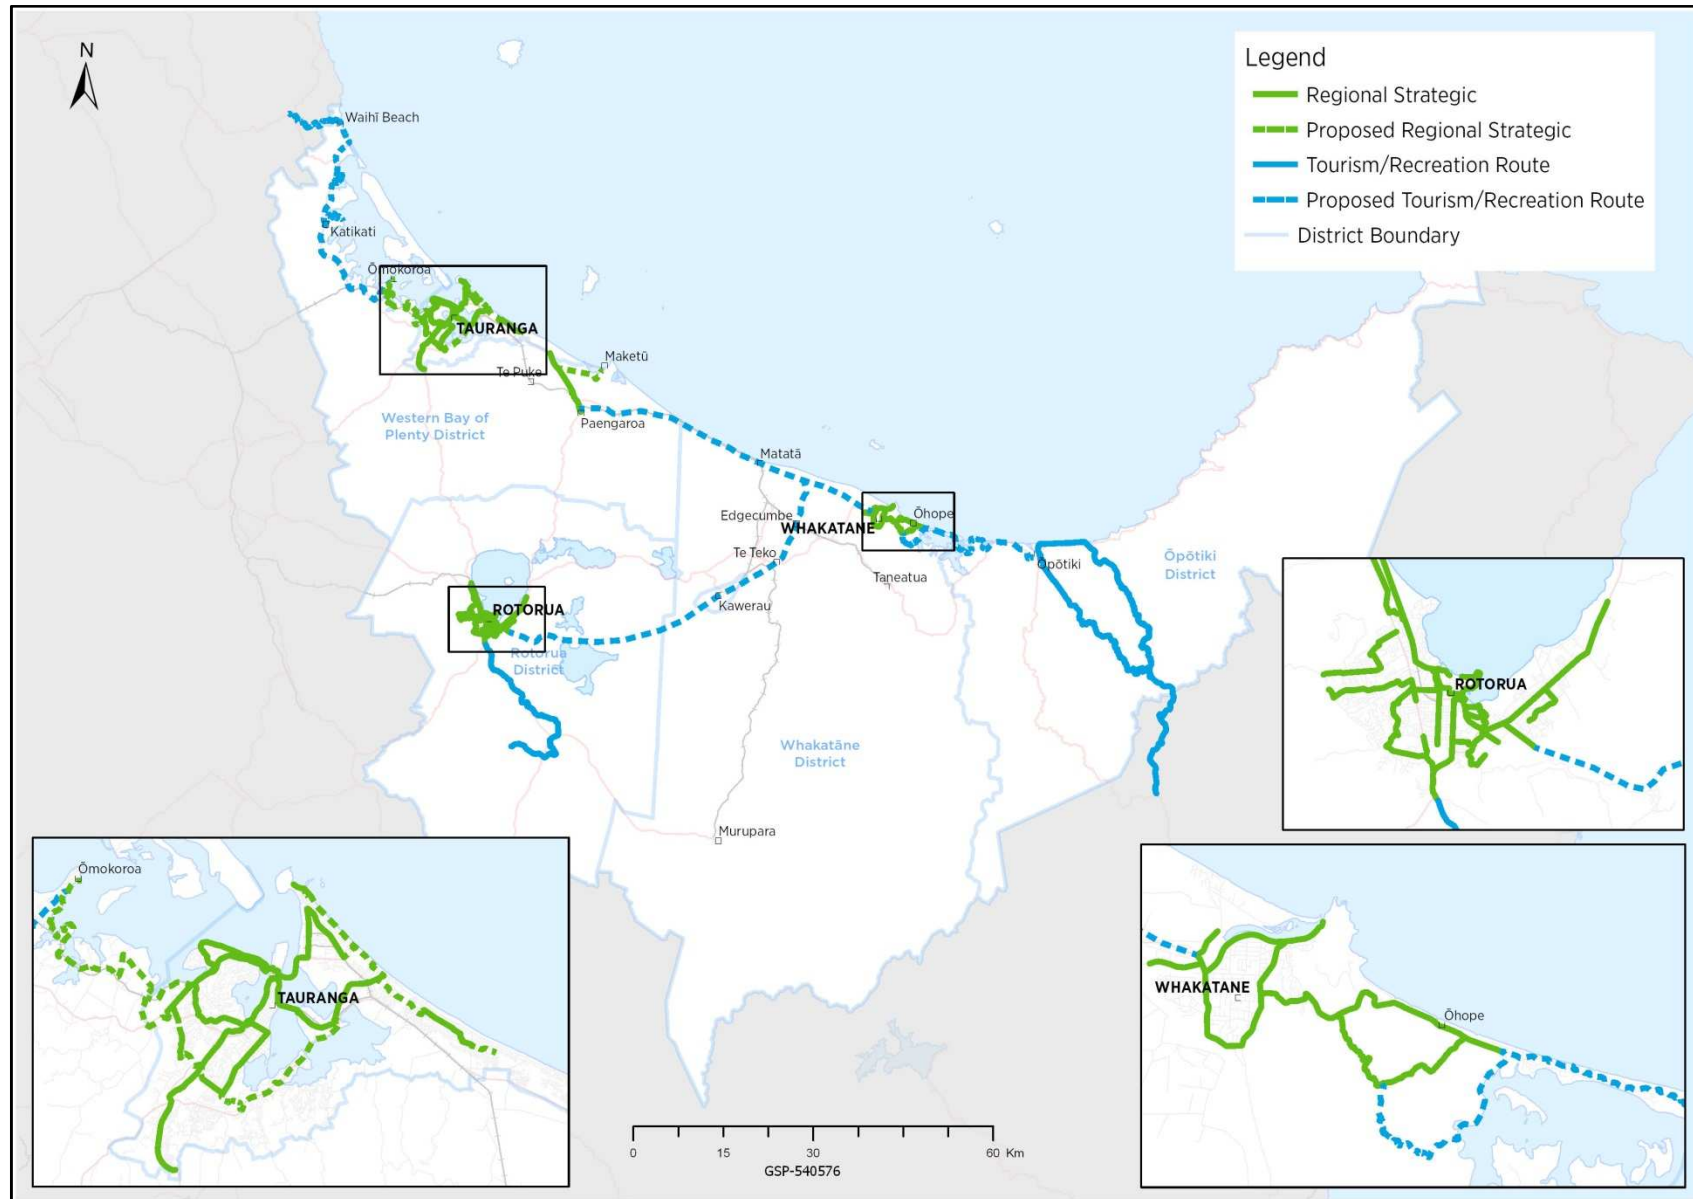 N
Legend
Regional Strategic
Proposed Regional Strategic
Tourism/Recreation Route
Proposed Tourism/Recreation Route
District Boundary
Waihī Beach
Katikati
Ōmokoroa
TAURANGA
Maketū
Te Puke
Western Bay of
Plenty District
Paengaroa
Matatā
Edgecumbe
WHAKATANE
Ōhope
Te Teko
Ōpōtiki
Ōpōtiki
District
Taneatua
Kawerau
ROTORUA
Rotorua
District
Whakatāne
District
Murupara
ROTORUA
Ōmokoroa
TAURANGA
WHAKATANE
Ōhope
0 15 30 60 Km
GSP-540576